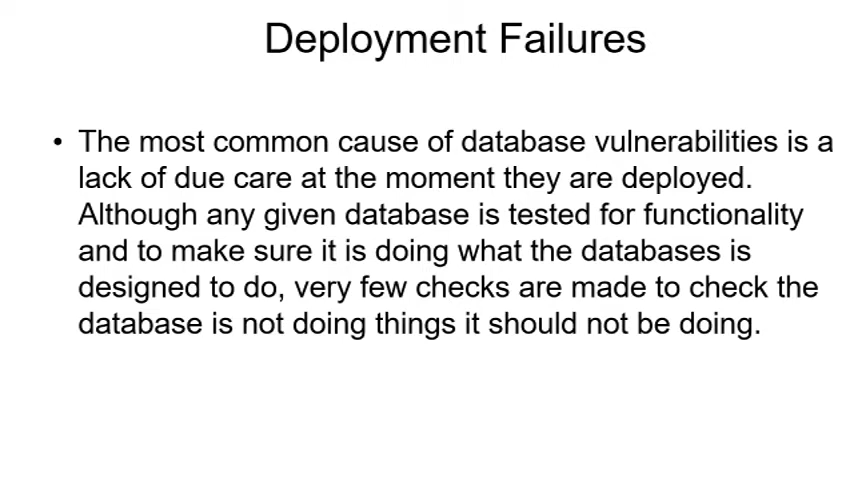 Deployment Failures
• The most common cause of database vulnerabilities is a
lack of due care at the moment they are deployed.
Although any given database is tested for functionality
and to make sure it is doing what the databases is
designed to do, very few checks are made to check the
database is not doing things it should not be doing.